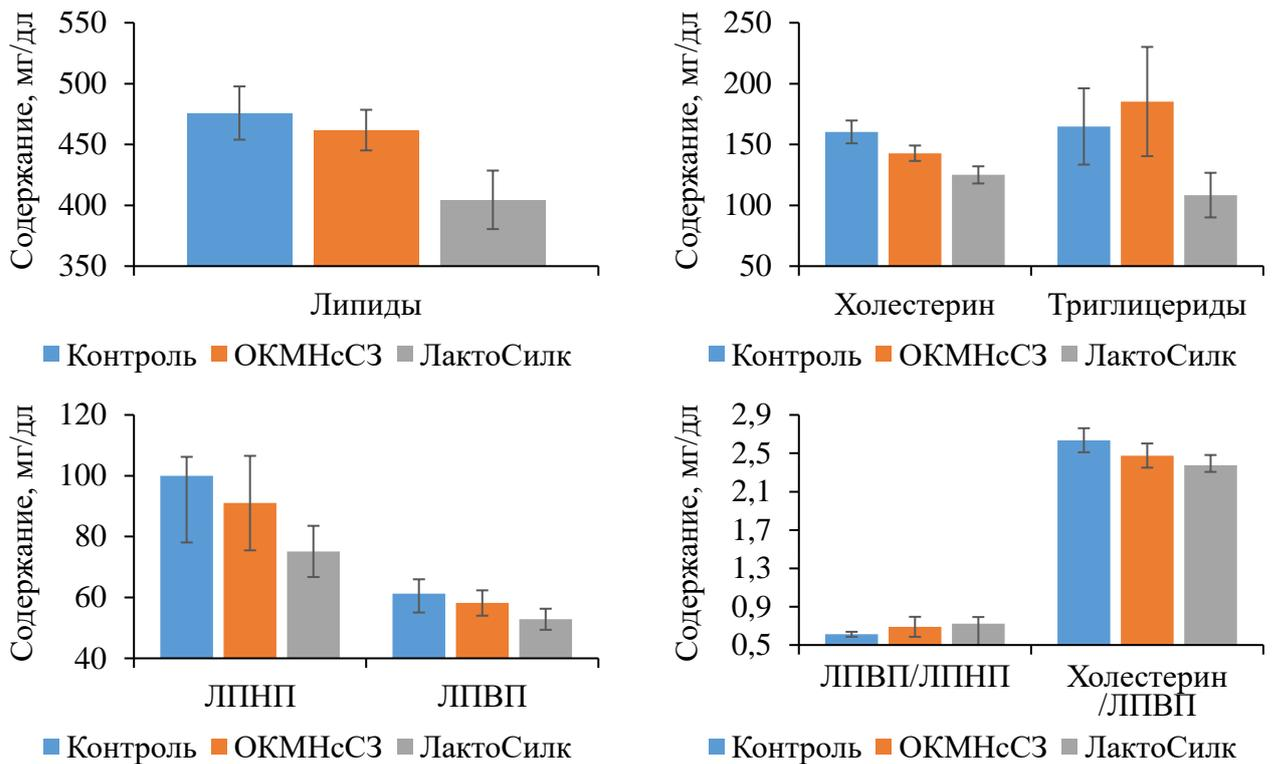 Содержание, мг/дл
550
500
450
400
350
Липиды
Контроль ОКМНсСЗ ЛактоСилк
Содержание, мг/дл
250
200
150
100
50
Холестерин Триглицериды
Контроль ОКМНсСЗ ЛактоСилк
Содержание, мг/дл
120
100
80
60
40
ЛПНП ЛПВП
Контроль ОКМНсСЗ ЛактоСилк
Содержание, мг/дл
2,9
2,5
2,1
1,7
1,3
0,9
0,5
ЛПВП/ЛПНП Холестерин
/ЛПВП
Контроль ОКМНсСЗ ЛактоСилк